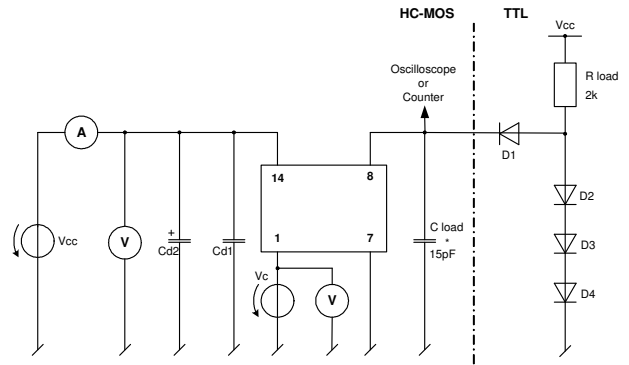 HC-MOS
TTL
Vcc
Oscilloscope
or
Counter
R load
2k
A
D1
14
8
D2
Vcc
V
+
Cd2
Cd1
1
7
C load
*
15pF
D3
Vc
V
D4